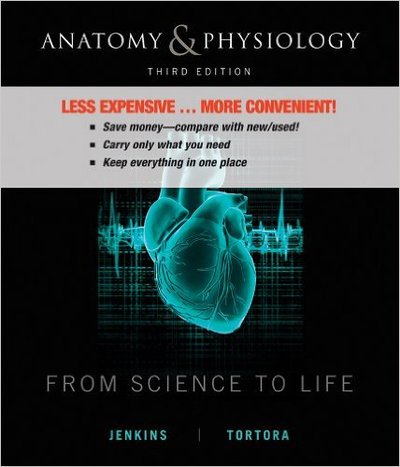 ANATOMY & PHYSIOLOGY
THIRD EDITION
LESS EXPENSIVE ... MORE CONVENIENT!
▪ Save money—compare with new/used!
▪ Carry only what you need
▪ Keep everything in one place
FROM SCIENCE TO LIFE
JENKINS | TORTORA